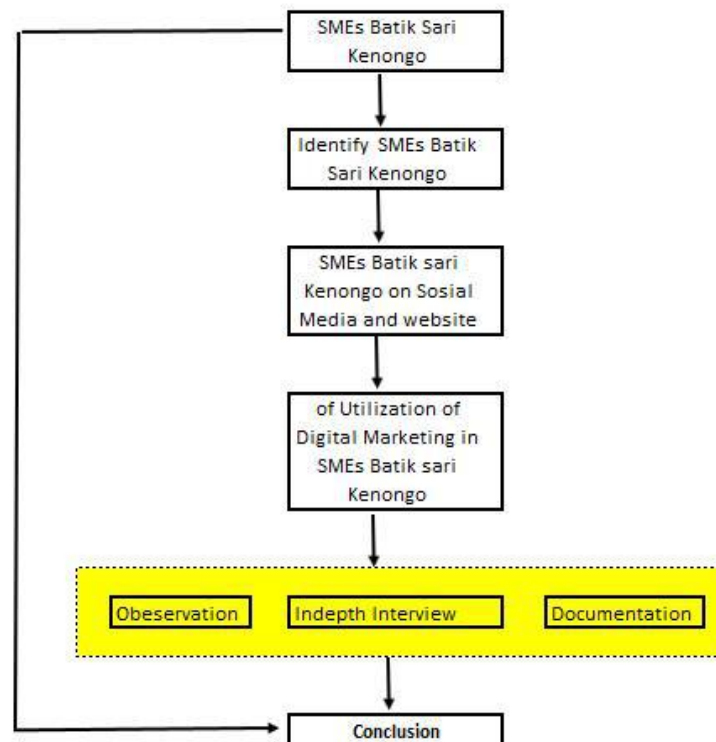 SMEs Batik Sari
Kenongo
Identify SMEs Batik
Sari Kenongo
SMEs Batik sari
Kenongo on Sosial
Media and website
of Utilization of
Digital Marketing in
SMEs Batik sari
Kenongo
Obeservation
Indepth Interview
Documentation
Conclusion